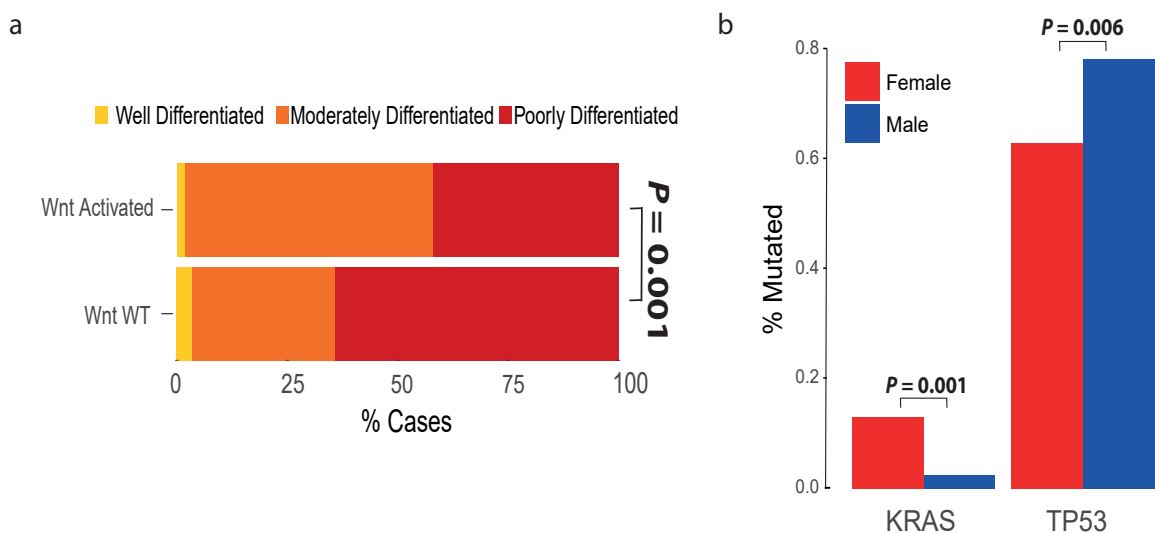 a
Well Differentiated Moderately Differentiated Poorly Differentiated
Wnt Activated
Wnt WT
P = 0.001
0 25 50 75 100
% Cases
b
P = 0.006
0.8
Female
Male
0.6
% Mutated
0.4
0.2
P = 0.001
0.0
KRAS TP53